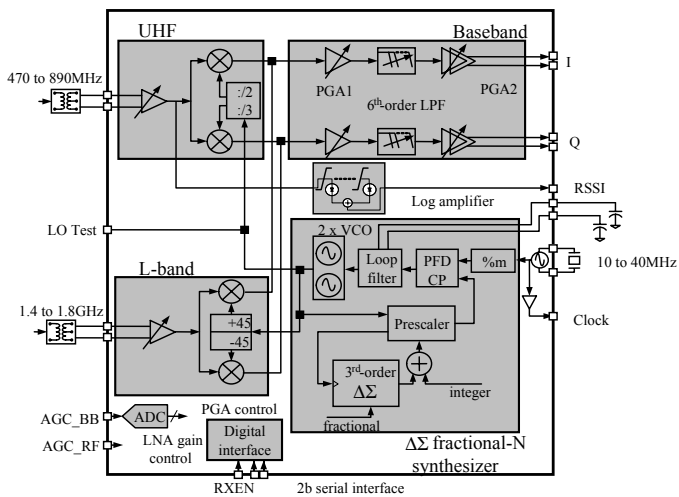 UHF
Baseband
470 to 890MHz
:/2
:/3
PGA1
6th-order LPF
PGA2
I
Q
RSSI
Log amplifier
LO Test
2 x VCO
Loop
filter
PFD
CP
%m
10 to 40MHz
Clock
L-band
1.4 to 1.8GHz
+45
-45
Prescaler
3rd-order
ΔΣ
integer
fractional
ΔΣ fractional-N
synthesizer
AGC_BB
ADC
PGA control
AGC_RF
LNA gain
control
Digital
interface
RXEN
2b serial interface